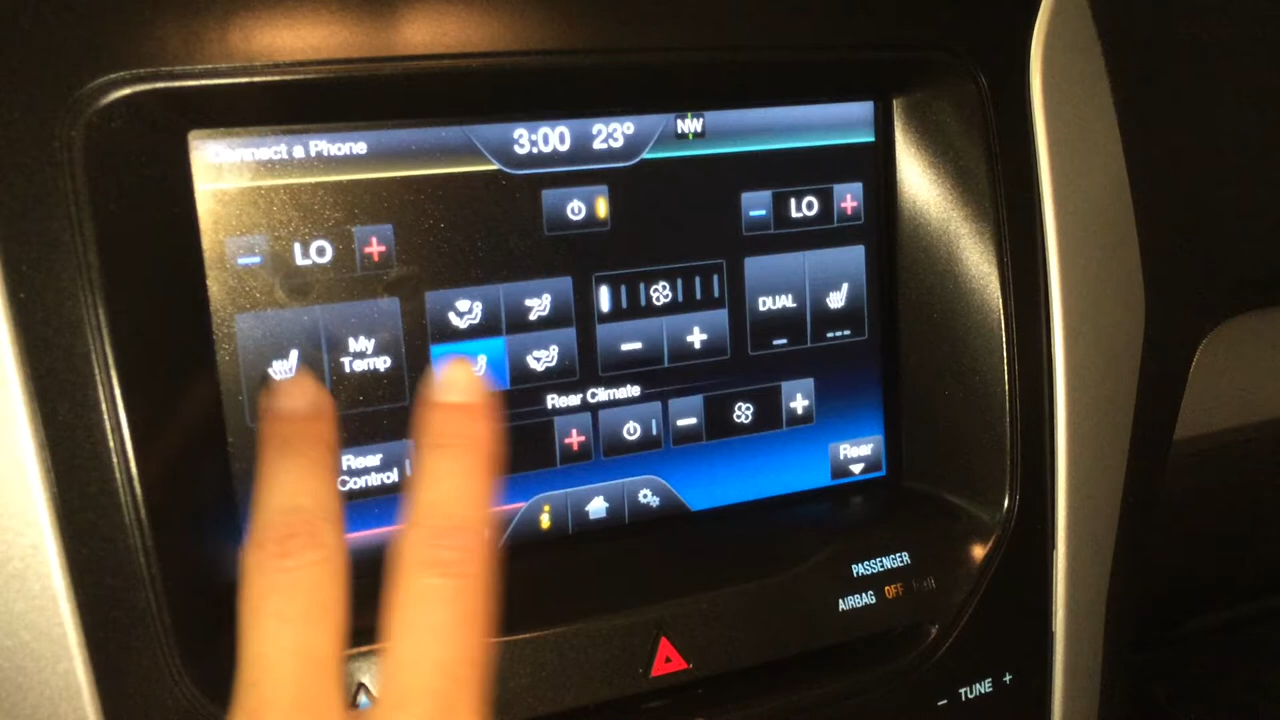 Connect a Phone
3:00 23° NW
LO
LO
My
Temp
DUAL
Rear Climate
Rear
Control
Rear
PASSENGER
AIRBAG OFF
TUNE